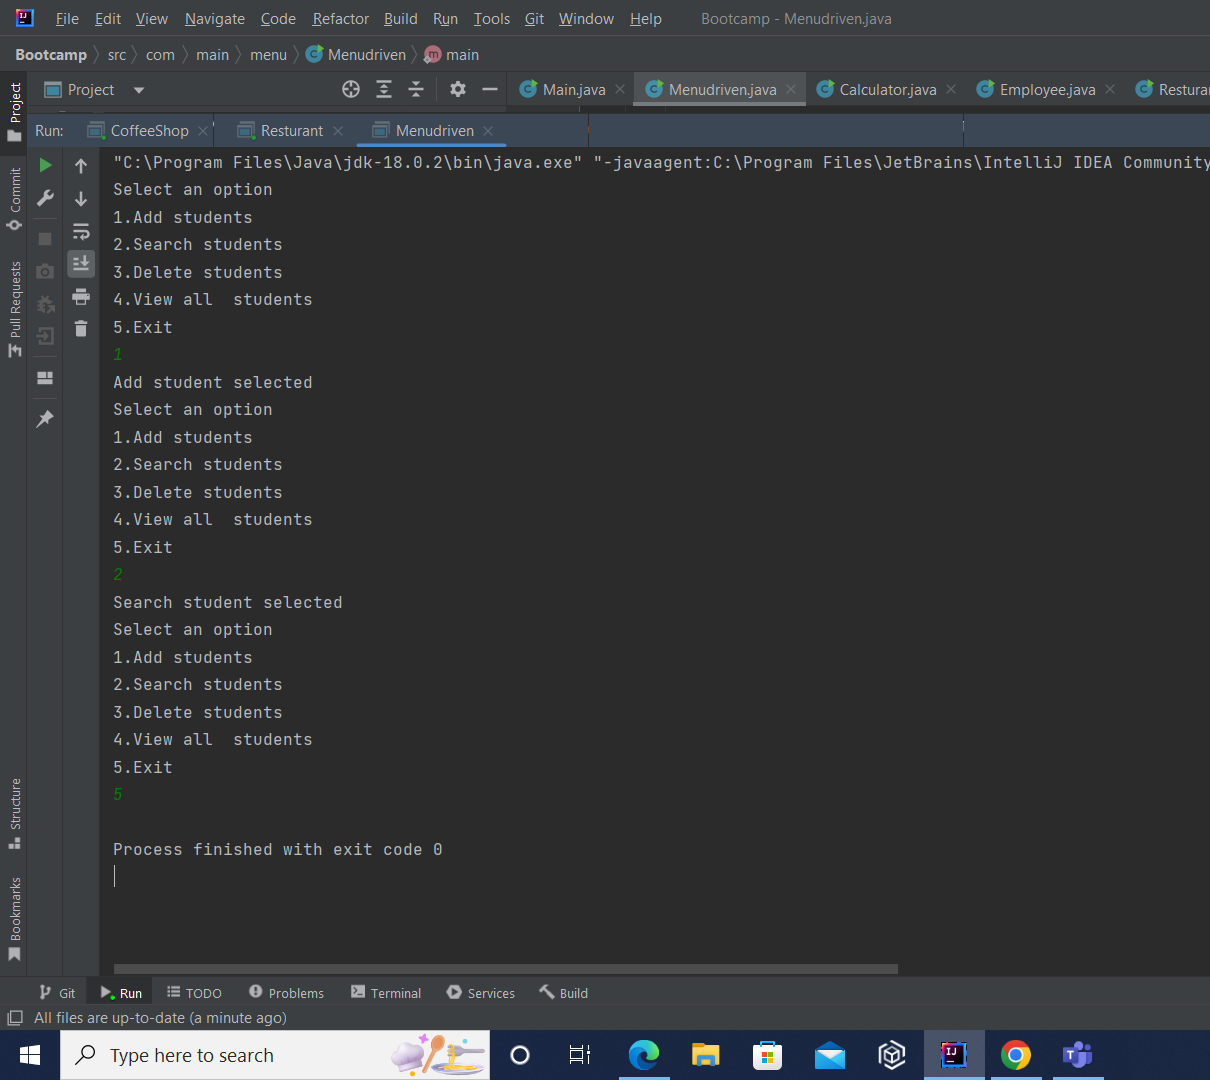 File Edit View Navigate Code Refactor Build Run Tools Git Window Help Bootcamp - Menudriven.java
Bootcamp src com main menu Menudriven main
Project Main.java Menudriven.java Calculator.java Employee.java Restura
Run: CoffeeShop Resturant Menudriven
"C:\Program Files\Java\jdk-18.0.2\bin\java.exe" "-javaagent:C:\Program Files\JetBrains\IntelliJ IDEA Community
Select an option
1.Add students
2.Search students
3.Delete students
4.View all  students
5.Exit
1
Add student selected
Select an option
1.Add students
2.Search students
3.Delete students
4.View all  students
5.Exit
2
Search student selected
Select an option
1.Add students
2.Search students
3.Delete students
4.View all  students
5.Exit
5
Process finished with exit code 0
Project
Commit
Pull Requests
Structure
Bookmarks
Git Run TODO Problems Terminal Services Build
All files are up-to-date (a minute ago)
Type here to search